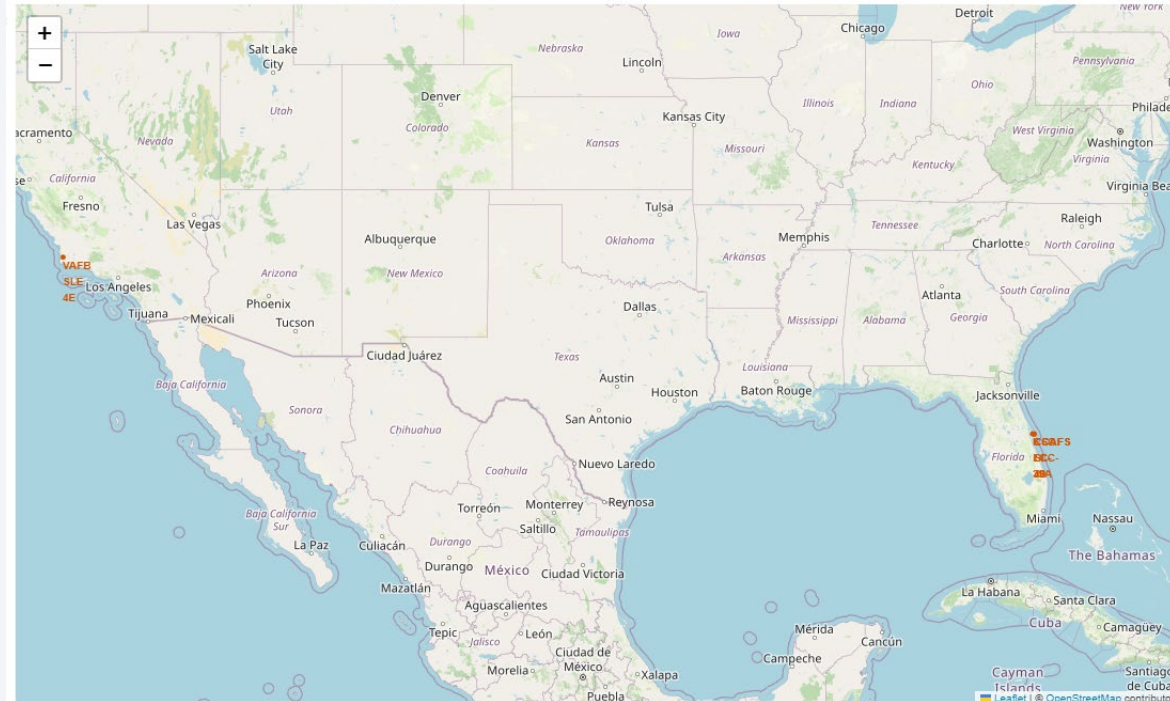 +
−
Salt Lake
City
Nebraska
Iowa
Chicago
Detroit
New York
Lincoln
Pennsylvania
Utah
Denver
Colorado
Illinois
Indiana
Ohio
Philade
acramento
Nevada
Kansas City
Kansas
Missouri
West Virginia
Washington
Virginia
se
California
Kentucky
Virginia Bea
Fresno
Las Vegas
Tulsa
Raleigh
Albuquerque
Oklahoma
Memphis
Tennessee
Charlotte
North Carolina
VAFB
SLE
4E
Los Angeles
Arizona
New Mexico
Arkansas
Phoenix
Atlanta
South Carolina
Tijuana
Mexicali
Tucson
Dallas
Mississippi
Alabama
Georgia
Ciudad Juárez
Texas
Louisiana
Baja California
Austin
Houston
Baton Rouge
Jacksonville
Sonora
San Antonio
Chihuahua
Coahuila
Nuevo Laredo
Florida
Baja California
Sur
Torreón
Monterrey
Reynosa
Saltillo
Tamaulipas
Miami
Nassau
La Paz
Culiacán
Durango
Durango
México
Ciudad Victoria
The Bahamas
Mazatlán
La Habana
Santa Clara
Aguascalientes
Cuba
Tepic
León
Jalisco
Mérida
Cancún
Camagüey
Ciudad de
México
Morelia
Xalapa
Campeche
Cayman
Islands
Santiago
de Cuba
Puebla
Leaflet | © OpenStreetMap contributo